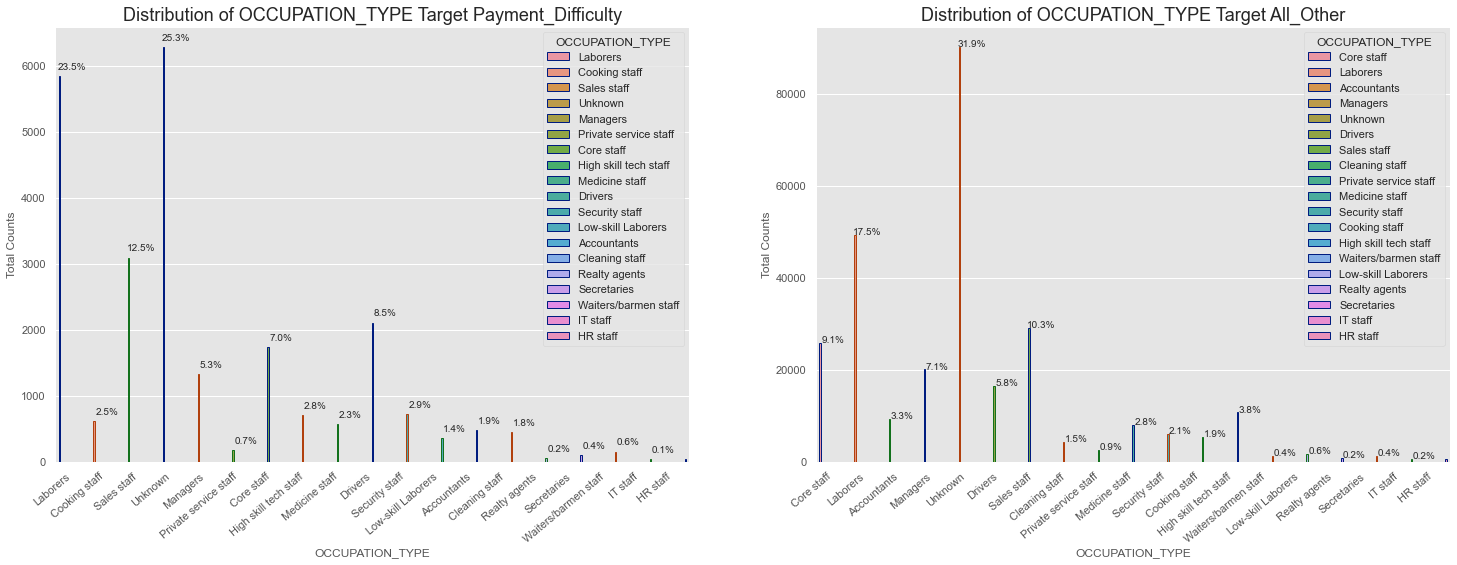 Distribution of OCCUPATION_TYPE Target Payment_Difficulty
Total Counts
6000
5000
4000
3000
2000
1000
0
23.5%
2.5%
12.5%
25.3%
5.3%
0.7%
7.0%
2.8%
2.3%
8.5%
2.9%
1.4%
1.9%
1.8%
0.2%
0.4%
0.6%
0.1%
OCCUPATION_TYPE
Laborers
Cooking staff
Sales staff
Unknown
Managers
Private service staff
Core staff
High skill tech staff
Medicine staff
Drivers
Security staff
Low-skill Laborers
Accountants
Cleaning staff
Realty agents
Secretaries
Waiters/barmen staff
IT staff
HR staff
Laborers
Cooking staff
Sales staff
Unknown
Managers
Private service staff
Core staff
High skill tech staff
Medicine staff
Drivers
Security staff
Low-skill Laborers
Accountants
Cleaning staff
Realty agents
Secretaries
Waiters/barmen staff
IT staff
HR staff
OCCUPATION_TYPE
Distribution of OCCUPATION_TYPE Target All_Other
Total Counts
80000
60000
40000
20000
0
9.1%
17.5%
3.3%
7.1%
31.9%
5.8%
10.3%
1.5%
0.9%
2.8%
2.1%
1.9%
3.8%
0.4%
0.6%
0.2%
0.4%
0.2%
OCCUPATION_TYPE
Core staff
Laborers
Accountants
Managers
Unknown
Drivers
Sales staff
Cleaning staff
Private service staff
Medicine staff
Security staff
Cooking staff
High skill tech staff
Waiters/barmen staff
Low-skill Laborers
Realty agents
Secretaries
IT staff
HR staff
Core staff
Laborers
Accountants
Managers
Unknown
Drivers
Sales staff
Cleaning staff
Private service staff
Medicine staff
Security staff
Cooking staff
High skill tech staff
Waiters/barmen staff
Low-skill Laborers
Realty agents
Secretaries
IT staff
HR staff
OCCUPATION_TYPE